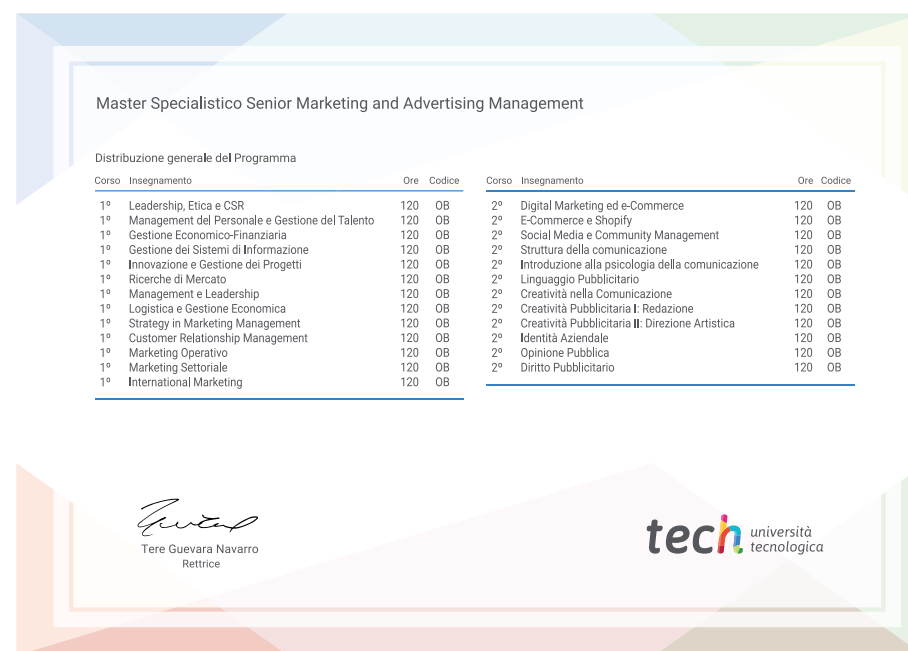 Master Specialistico Senior Marketing and Advertising Management
Distribuzione generale del Programma
Corso Insegnamento Ore Codice
1º Leadership, Etica e CSR 120 OB
1º Management del Personale e Gestione del Talento 120 OB
1º Gestione Economico-Finanziaria 120 OB
1º Gestione dei Sistemi di Informazione 120 OB
1º Innovazione e Gestione dei Progetti 120 OB
1º Ricerche di Mercato 120 OB
1º Management e Leadership 120 OB
1º Logistica e Gestione Economica 120 OB
1º Strategy in Marketing Management 120 OB
1º Customer Relationship Management 120 OB
1º Marketing Operativo 120 OB
1º Marketing Settoriale 120 OB
1º International Marketing 120 OB
Corso Insegnamento Ore Codice
2º Digital Marketing ed e-Commerce 120 OB
2º E-Commerce e Shopify 120 OB
2º Social Media e Community Management 120 OB
2º Struttura della comunicazione 120 OB
2º Introduzione alla psicologia della comunicazione 120 OB
2º Linguaggio Pubblicitario 120 OB
2º Creatività nella Comunicazione 120 OB
2º Creatività Pubblicitaria I: Redazione 120 OB
2º Creatività Pubblicitaria II: Direzione Artistica 120 OB
2º Identità Aziendale 120 OB
2º Opinione Pubblica 120 OB
2º Diritto Pubblicitario 120 OB
Tere Guevara Navarro
Rettrice
tech università
tecnologica